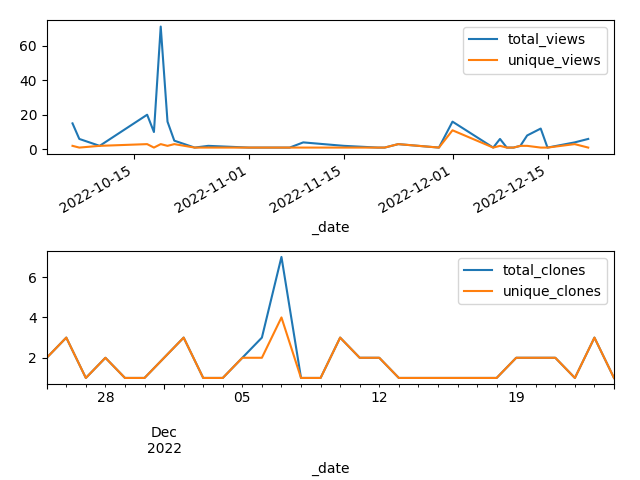 60
40
20
0
total_views
unique_views
2022-10-15
2022-11-01
2022-11-15
2022-12-01
2022-12-15
_date
6
4
2
total_clones
unique_clones
28
05
12
19
Dec
2022
_date